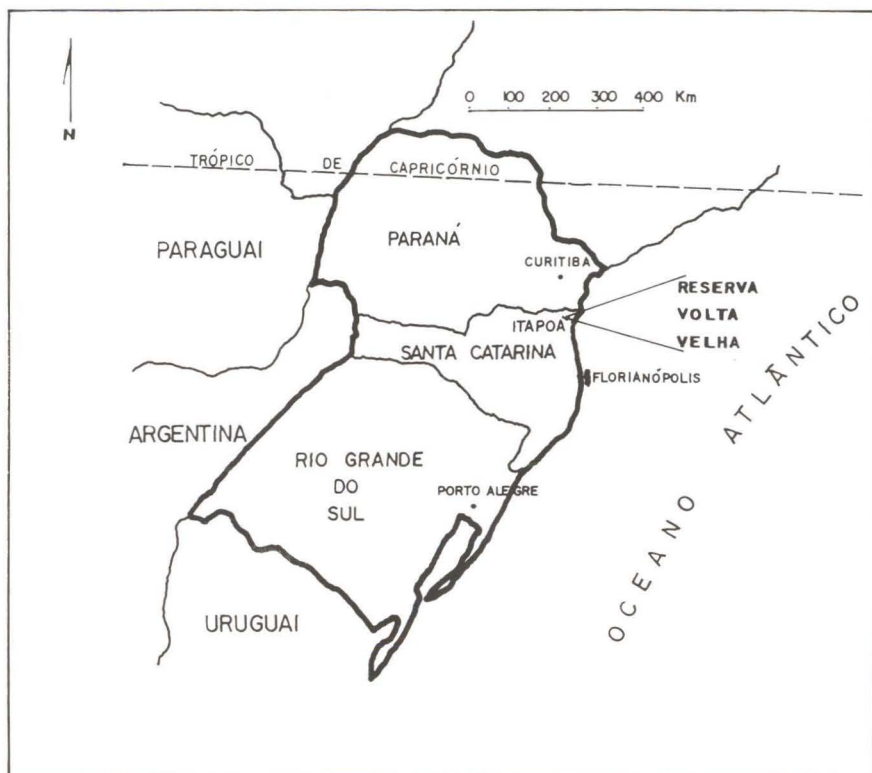 N
0 100 200 300 400 Km
TRÓPICO DE CAPRICÓRNIO
PARAGUAI
PARANÁ
CURITIBA
RESERVA
VOLTA
VELHA
ITAPOÁ
SANTA CATARINA
FLORIANÓPOLIS
ARGENTINA
RIO GRANDE
DO
SUL
PORTO ALEGRE
URUGUAI
OCEANO ATLÂNTICO